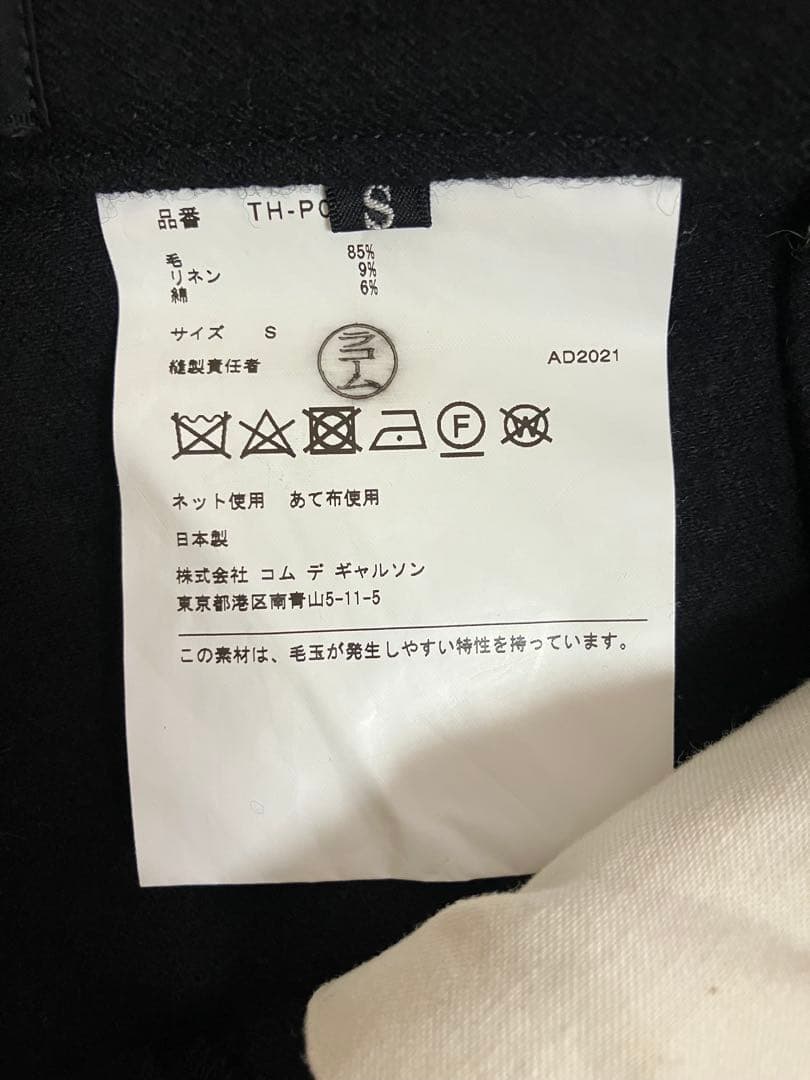 品番 TH-P
S
毛 85%
リネン 9%
綿 6%
サイズ S
縫製責任者 ラコーム AD2021
F W
ネット使用 あて布使用
日本製
株式会社 コム デ ギャルソン
東京都港区南青山5-11-5
この素材は、毛玉が発生しやすい特性を持っています。